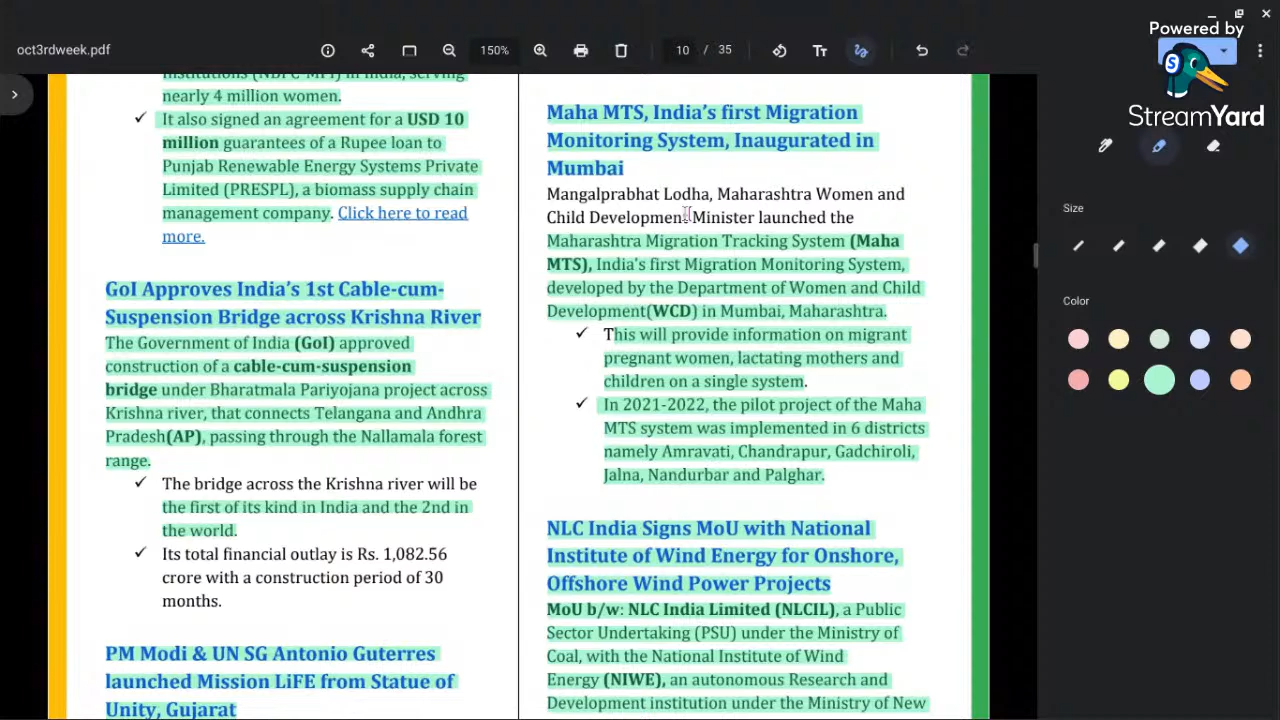 oct3rdweek.pdf
150%
10 / 35
Powered by
StreamYard
institutions (NBFC-MFI) in India, serving
nearly 4 million women.
✓ It also signed an agreement for a USD 10
million guarantees of a Rupee loan to
Punjab Renewable Energy Systems Private
Limited (PRESPL), a biomass supply chain
management company. Click here to read
more.
GoI Approves India's 1st Cable-cum-
Suspension Bridge across Krishna River
The Government of India (GoI) approved
construction of a cable-cum-suspension
bridge under Bharatmala Pariyojana project across
Krishna river, that connects Telangana and Andhra
Pradesh(AP), passing through the Nallamala forest
range.
✓ The bridge across the Krishna river will be
the first of its kind in India and the 2nd in
the world.
✓ Its total financial outlay is Rs. 1,082.56
crore with a construction period of 30
months.
PM Modi & UN SG Antonio Guterres
launched Mission LiFE from Statue of
Unity, Gujarat
Maha MTS, India's first Migration
Monitoring System, Inaugurated in
Mumbai
Mangalprabhat Lodha, Maharashtra Women and
Child Development Minister launched the
Maharashtra Migration Tracking System (Maha
MTS), India's first Migration Monitoring System,
developed by the Department of Women and Child
Development(WCD) in Mumbai, Maharashtra.
✓ This will provide information on migrant
pregnant women, lactating mothers and
children on a single system.
✓ In 2021-2022, the pilot project of the Maha
MTS system was implemented in 6 districts
namely Amravati, Chandrapur, Gadchiroli,
Jalna, Nandurbar and Palghar.
NLC India Signs MoU with National
Institute of Wind Energy for Onshore,
Offshore Wind Power Projects
MoU b/w: NLC India Limited (NLCIL), a Public
Sector Undertaking (PSU) under the Ministry of
Coal, with the National Institute of Wind
Energy (NIWE), an autonomous Research and
Development institution under the Ministry of New
Size
Color